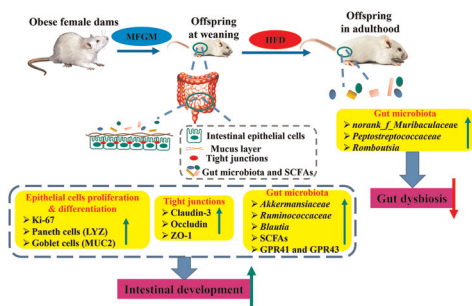 Obese female dams
MFGM
Offspring
at weaning
HFD
Offspring
in adulthood
Intestinal epithelial cells
Mucus layer
Tight junctions
Gut microbiota and SCFAs
Gut microbiota
➢ norank_f_Muribaculaceae
➢ Peptostreptococcaceae
➢ Romboutsia
Gut dysbiosis
Epithelial cells proliferation
& differentiation
➢ Ki-67
➢ Paneth cells (LYZ)
➢ Goblet cells (MUC2)
Tight junctions
➢ Claudin-3
➢ Occludin
➢ ZO-1
Gut microbiota
➢ Akkermansiaceae
➢ Ruminococcaceae
➢ Blautia
➢ SCFAs
➢ GPR41 and GPR43
Intestinal development